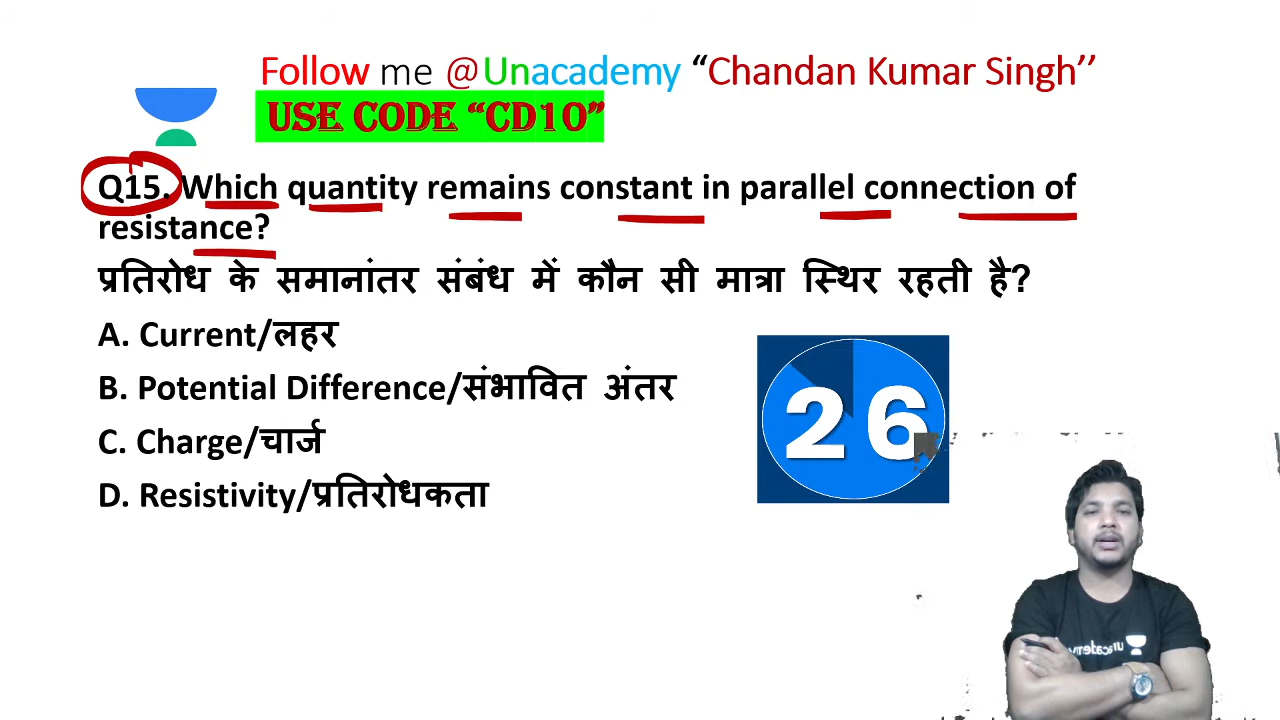 Follow me @Unacademy “Chandan Kumar Singh’’
USE CODE “CD10”
Q15. Which quantity remains constant in parallel connection of
resistance?
प्रतिरोध के समानांतर संबंध में कौन सी मात्रा स्थिर रहती है?
A. Current/लहर
B. Potential Difference/संभावित अंतर
C. Charge/चार्ज
D. Resistivity/प्रतिरोधकता
26
unacademy